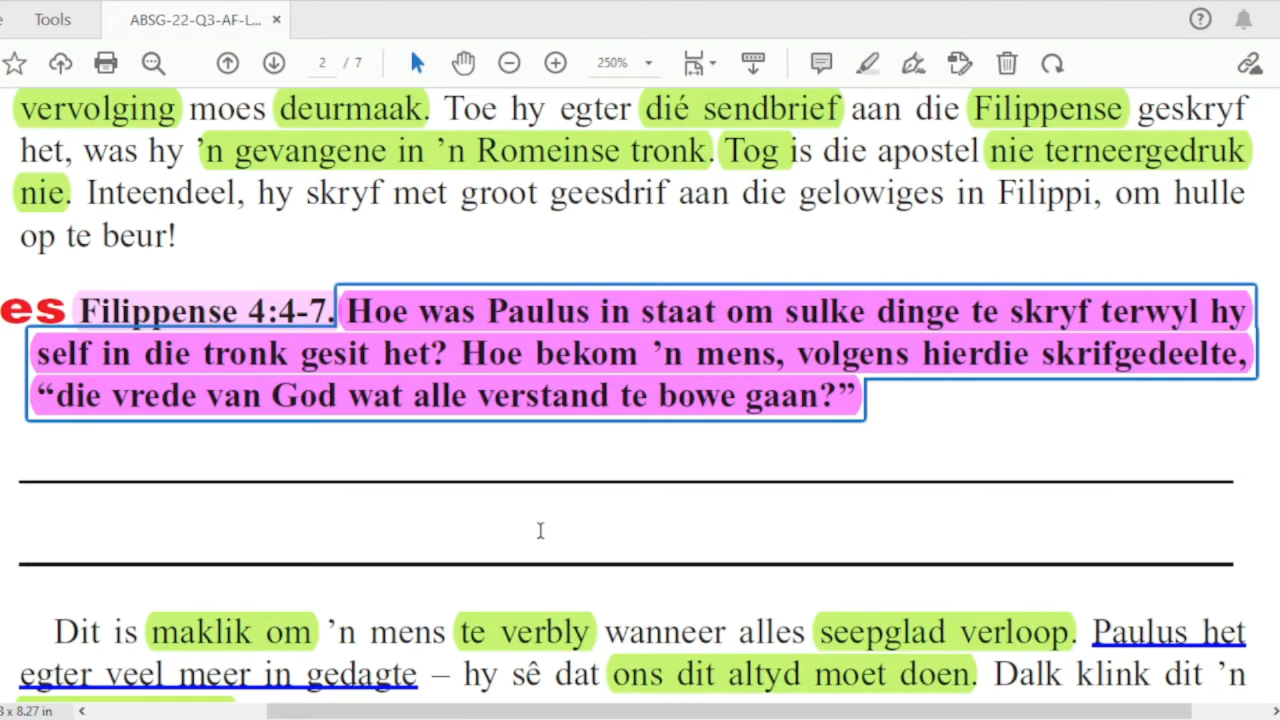 e Tools ABSG-22-Q3-AF-L... ×
2 / 7 250%
vervolging moes deurmaak. Toe hy egter dié sendbrief aan die Filippense geskryf
het, was hy ’n gevangene in ’n Romeinse tronk. Tog is die apostel nie terneergedruk
nie. Inteendeel, hy skryf met groot geesdrif aan die gelowiges in Filippi, om hulle
op te beur!
es Filippense 4:4-7. Hoe was Paulus in staat om sulke dinge te skryf terwyl hy
self in die tronk gesit het? Hoe bekom ’n mens, volgens hierdie skrifgedeelte,
“die vrede van God wat alle verstand te bowe gaan?”
Dit is maklik om ’n mens te verbly wanneer alles seepglad verloop. Paulus het
egter veel meer in gedagte – hy sê dat ons dit altyd moet doen. Dalk klink dit ’n
3 x 8.27 in